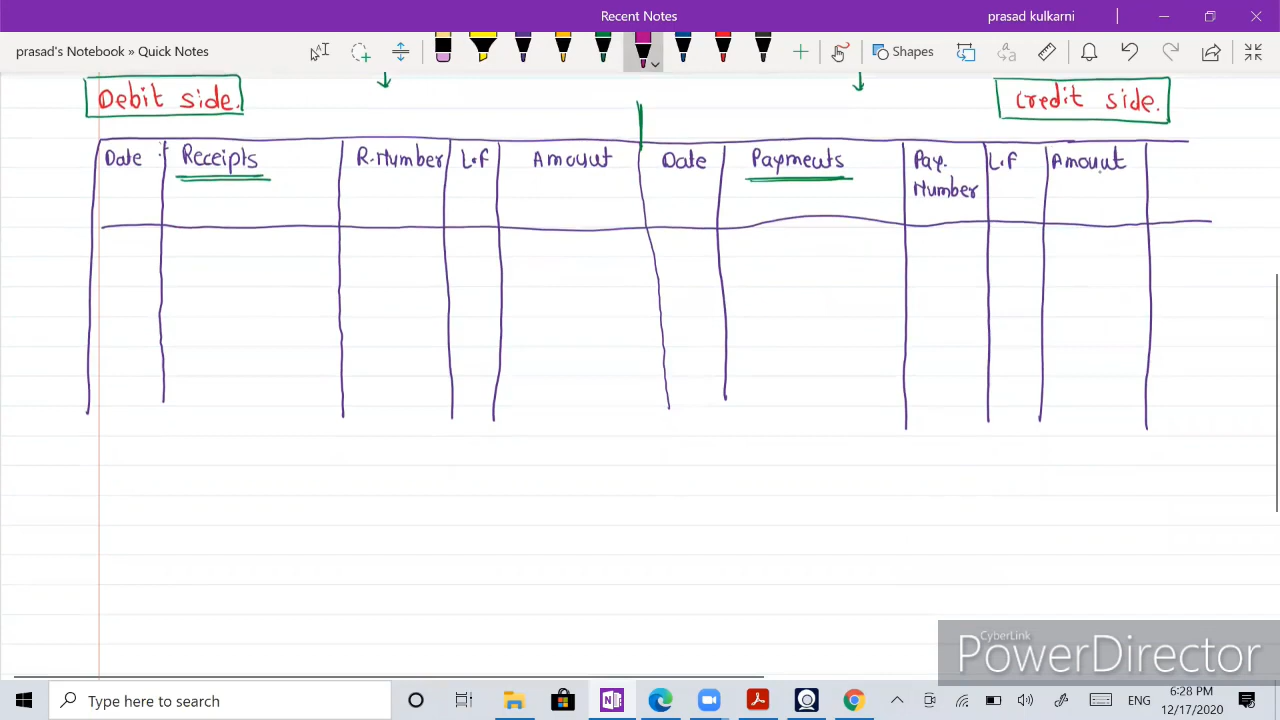 Recent Notes
prasad kulkarni
prasad's Notebook » Quick Notes
Shapes
Debit side.
Credit side.
Date Receipts R.Number L.F Amount Date Payments Pay. Number L.F Amount
CyberLink
PowerDirector
Type here to search
ENG
6:28 PM
12/17/2020